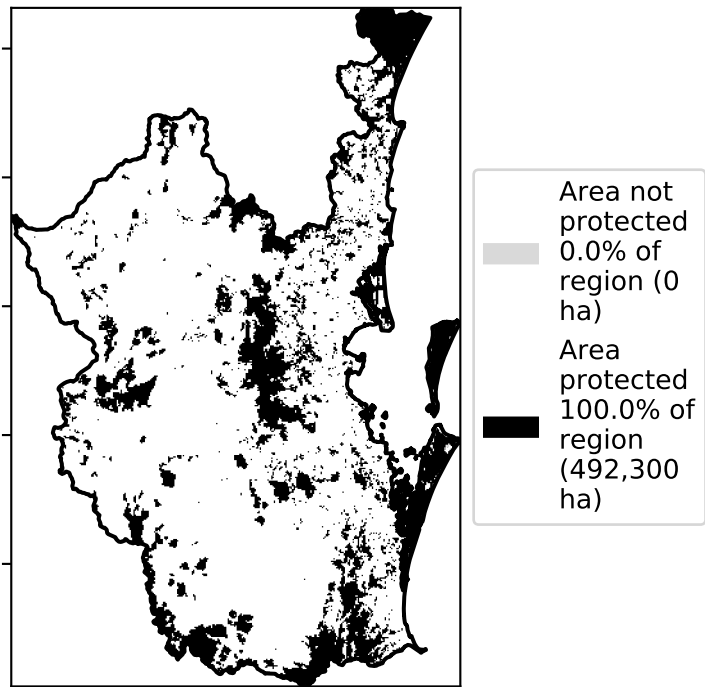 Area not
protected
0.0% of
region (0
ha)
Area
protected
100.0% of
region
(492,300
ha)